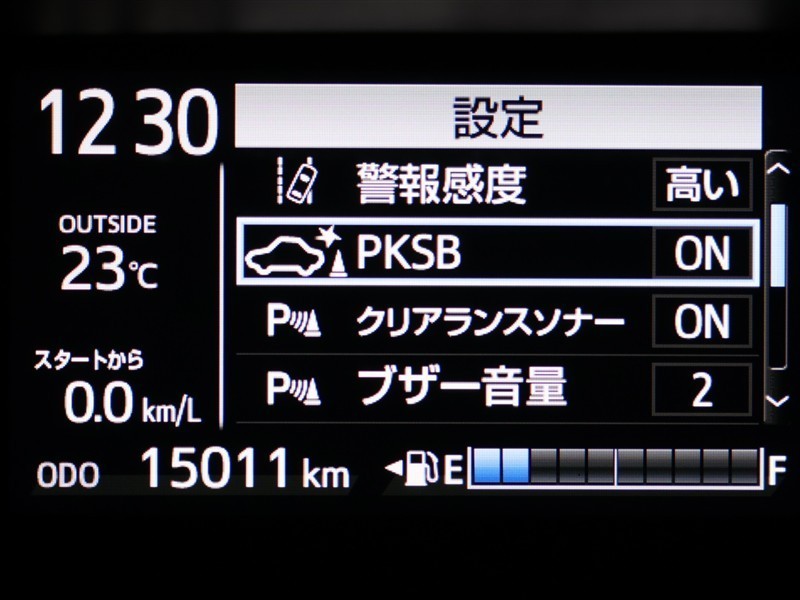 12 30
設定
警報感度 高い
OUTSIDE
23℃
PKSB ON
P クリアランスソナー ON
スタートから
0.0 km/L
P ブザー音量 2
ODO 15011 km
E F